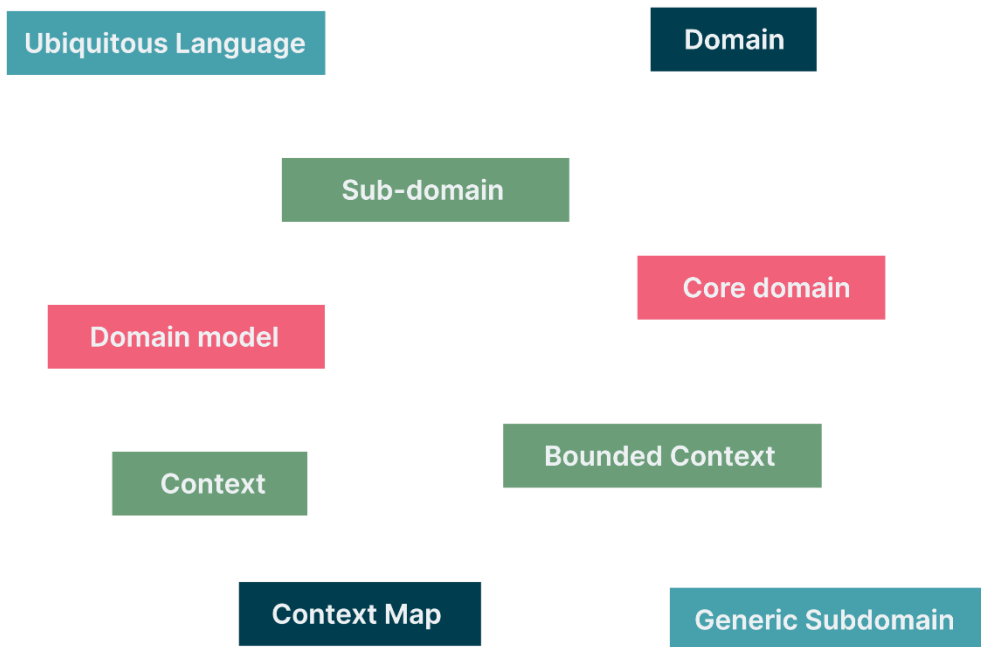 Ubiquitous Language
Domain
Sub-domain
Core domain
Domain model
Bounded Context
Context
Context Map
Generic Subdomain